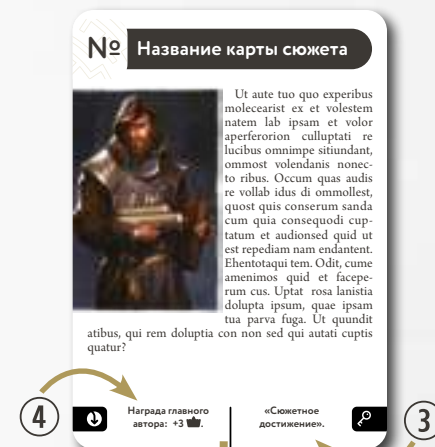 № Название карты сюжета
Ut aute tuo quo experibus
molecearist ex et volestem
natem lab ipsam et volor
aperferorion culluptati re
lucibus omnimpe sitiundant,
ommost volendanis nonec-
to ribus. Occum quas audis
re vollab idus di ommollest,
quost quis conserum sanda
cum quia consequodi cup-
tatum et audionsed quid ut
est repediam nam endantent.
Ehentotaqui tem. Odit, cume
amenimos quid et facepe-
rum cus. Uptat rosa lanistia
dolupta ipsum, quae ipsam
tua parva fuga. Ut quundit
atibus, qui rem doluptia con non sed qui autati cuptis
quatur?
4
Награда главного
автора: +3 .
«Сюжетное
достижение».
3